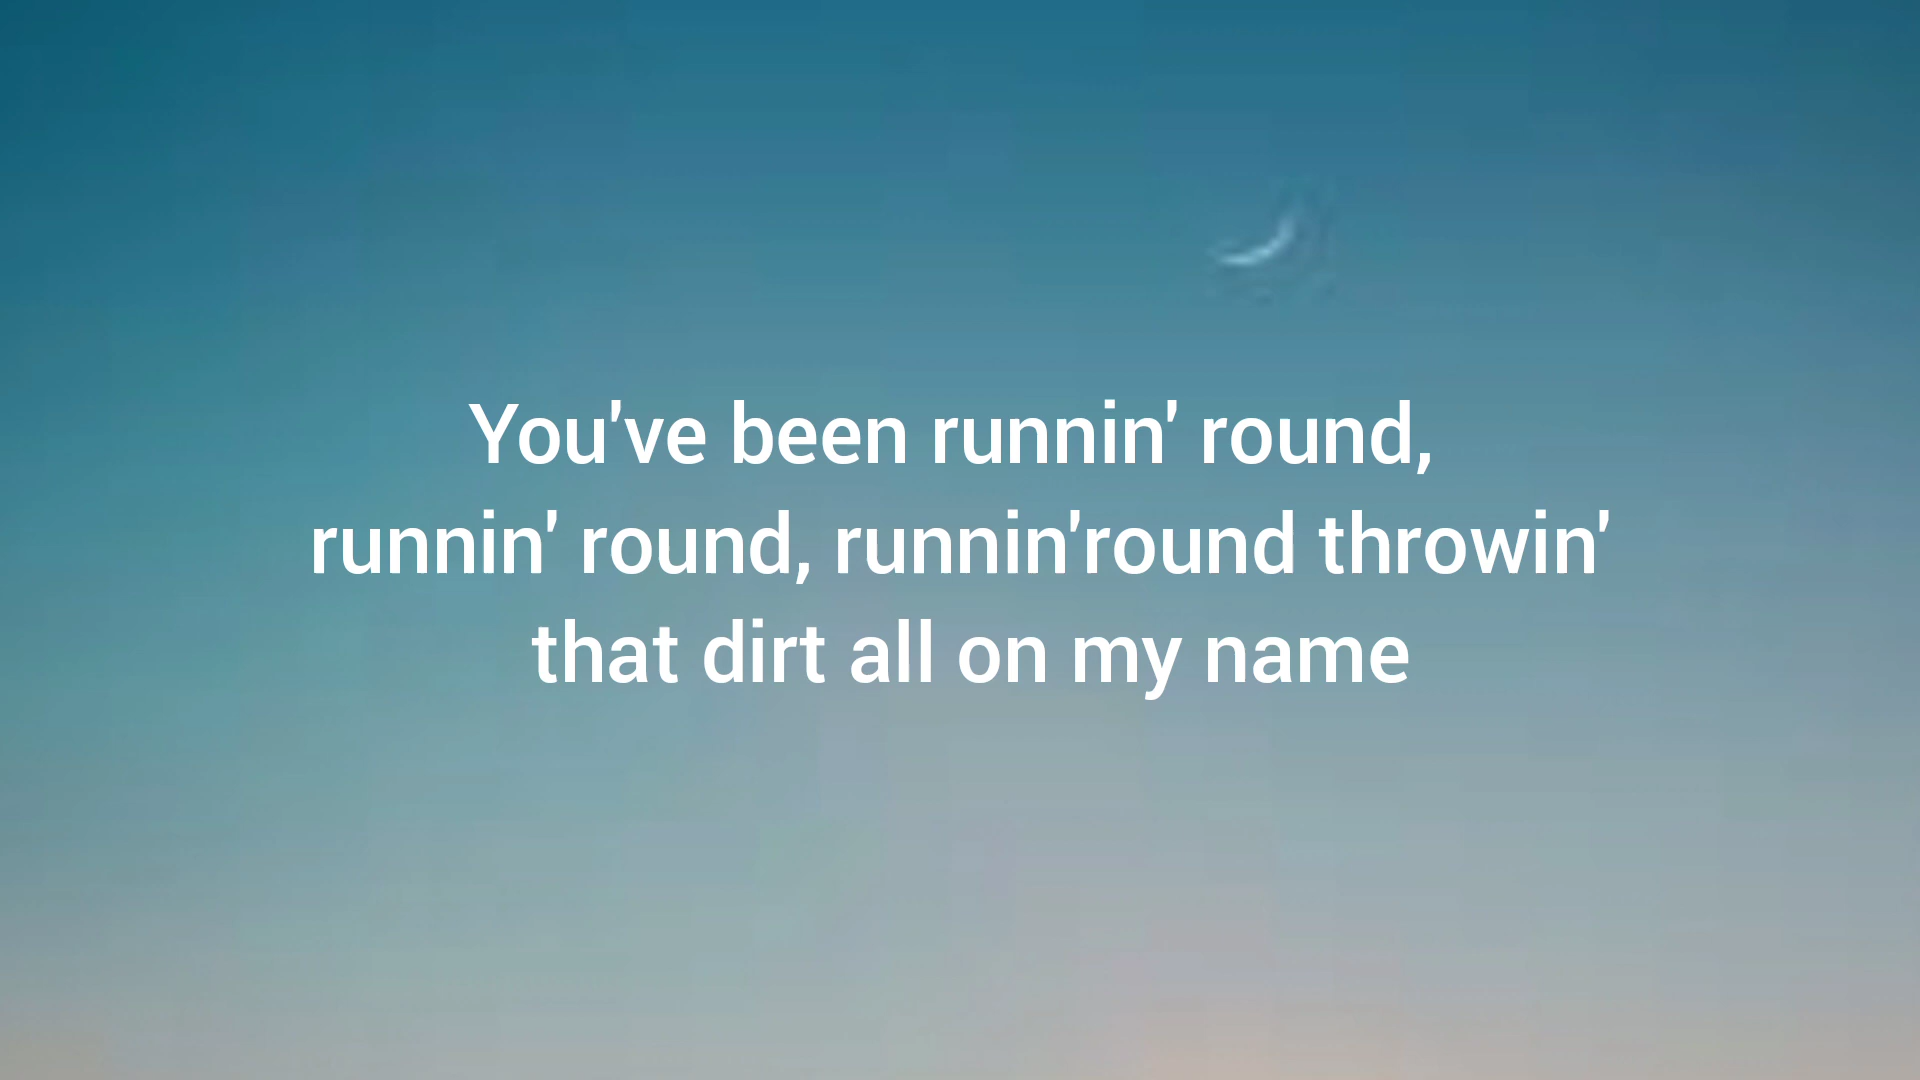 You've been runnin' round,
runnin' round, runnin'round throwin'
that dirt all on my name